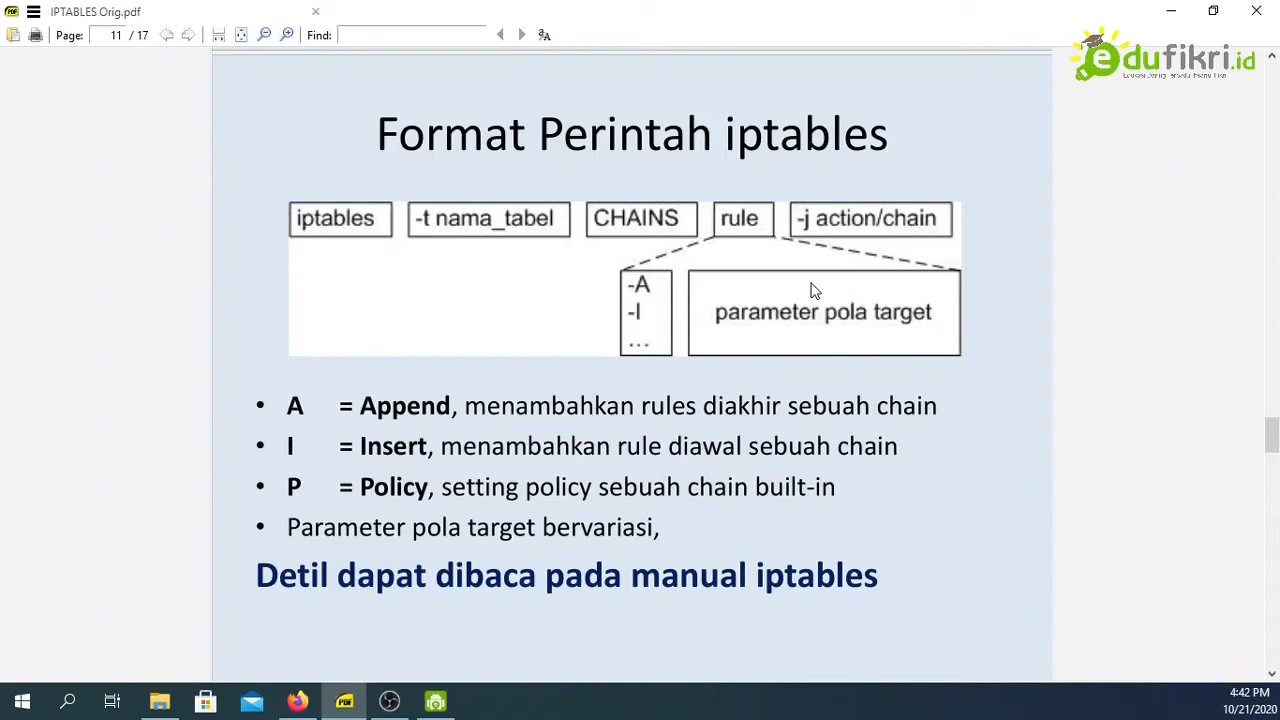 IPTABLES Orig.pdf
Page: 11 / 17 Find:
edufikri.id
Format Perintah iptables
iptables -t nama_tabel CHAINS rule -j action/chain
-A
-I
...
parameter pola target
• A = Append, menambahkan rules diakhir sebuah chain
• I = Insert, menambahkan rule diawal sebuah chain
• P = Policy, setting policy sebuah chain built-in
• Parameter pola target bervariasi,
Detil dapat dibaca pada manual iptables
PDF
4:42 PM
10/21/2020